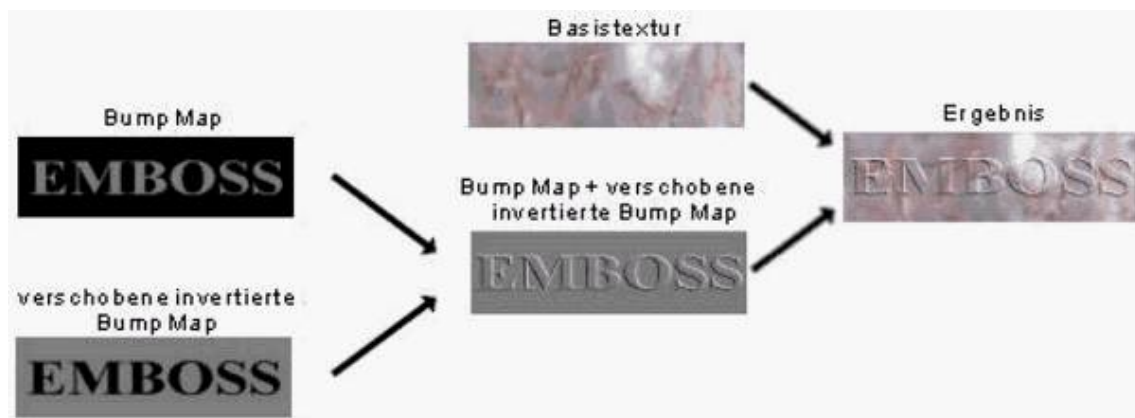 Basistextur
Bump Map
EMBOSS
Ergebnis
EMBOSS
Bump Map + verschobene
invertierte Bump Map
EMBOSS
verschobene invertierte
Bump Map
EMBOSS